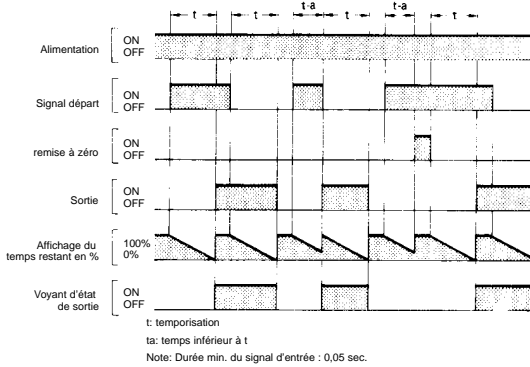 t t t-a t t-a t t
Alimentation ON
OFF
Signal départ ON
OFF
remise à zéro ON
OFF
Sortie ON
OFF
Affichage du
temps restant en % 100%
0%
Voyant d'état
de sortie ON
OFF
t: temporisation
ta: temps inférieur à t
Note: Durée min. du signal d'entrée : 0,05 sec.